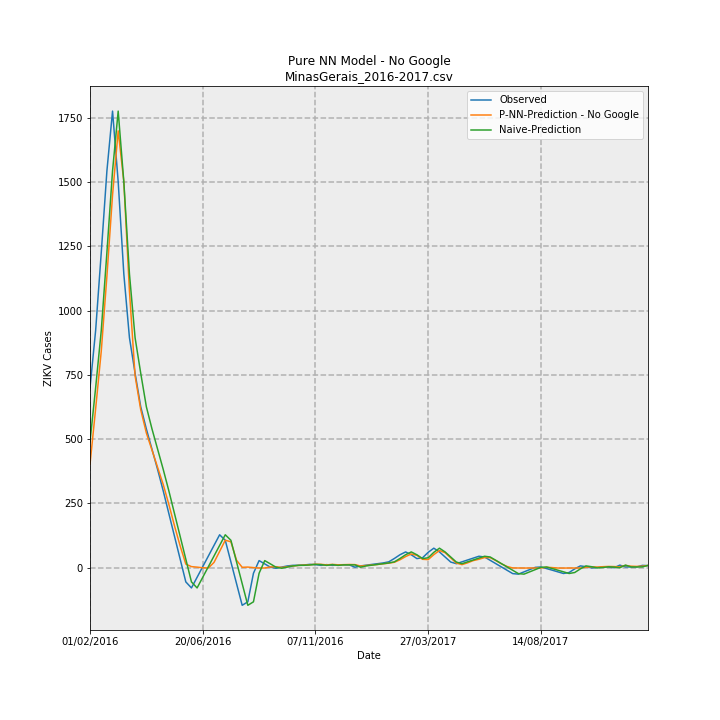 Pure NN Model - No Google
MinasGerais_2016-2017.csv
Observed
P-NN-Prediction - No Google
Naive-Prediction
ZIKV Cases
1750
1500
1250
1000
750
500
250
0
01/02/2016
20/06/2016
07/11/2016
27/03/2017
14/08/2017
Date